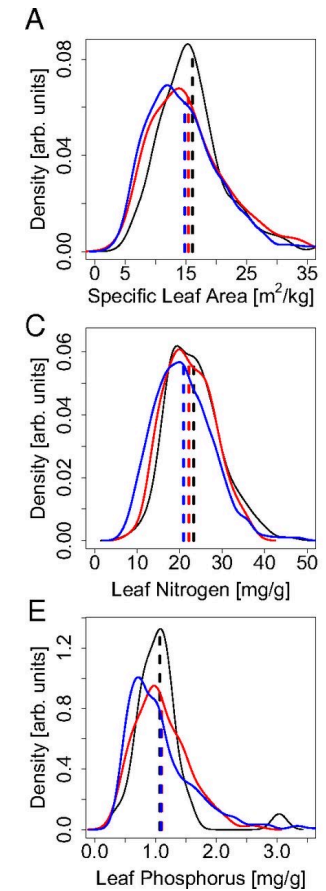 A
Density [arb. units]
0.00 0.04 0.08
0 5 15 25 35
Specific Leaf Area [m²/kg]
C
Density [arb. units]
0.00 0.02 0.04 0.06
0 10 20 30 40 50
Leaf Nitrogen [mg/g]
E
Density [arb. units]
0.0 0.4 0.8 1.2
0.0 1.0 2.0 3.0
Leaf Phosphorus [mg/g]